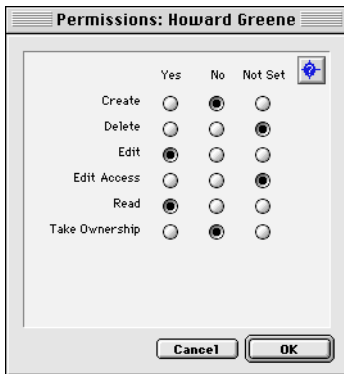 Permissions: Howard Greene
Yes No Not Set
Create
Delete
Edit
Edit Access
Read
Take Ownership
Cancel OK